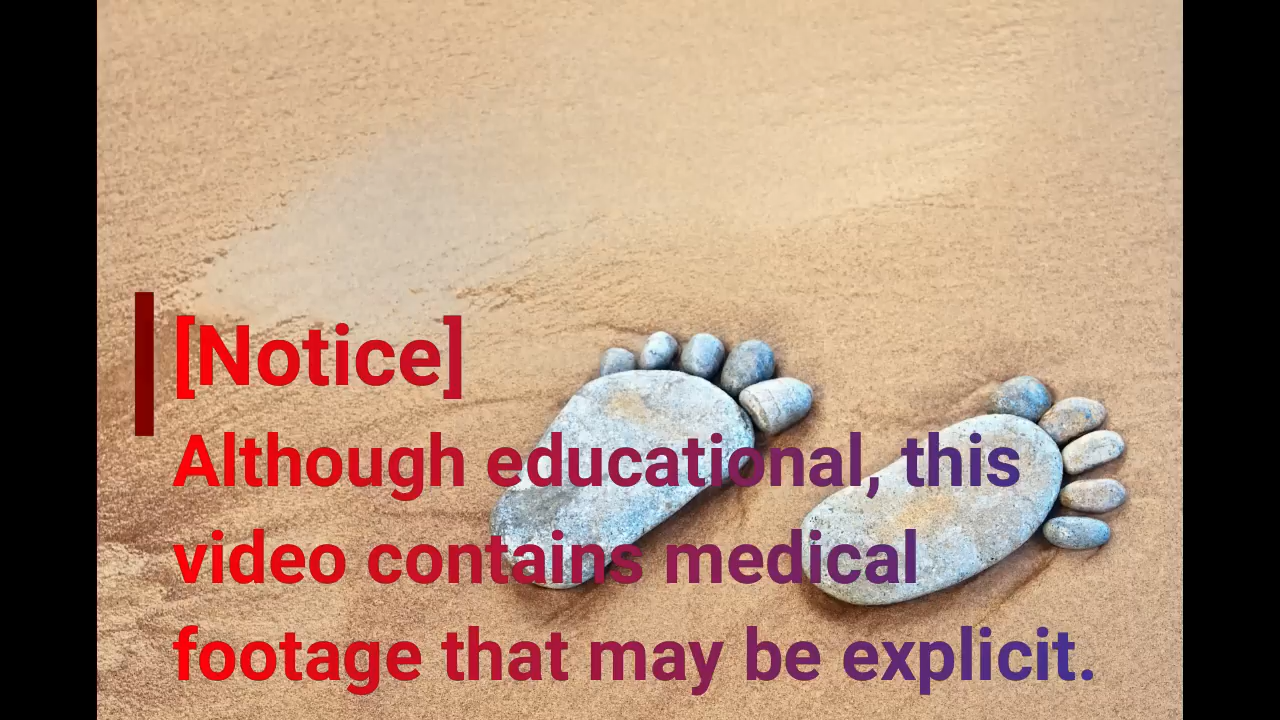 [Notice]
Although educational, this
video contains medical
footage that may be explicit.